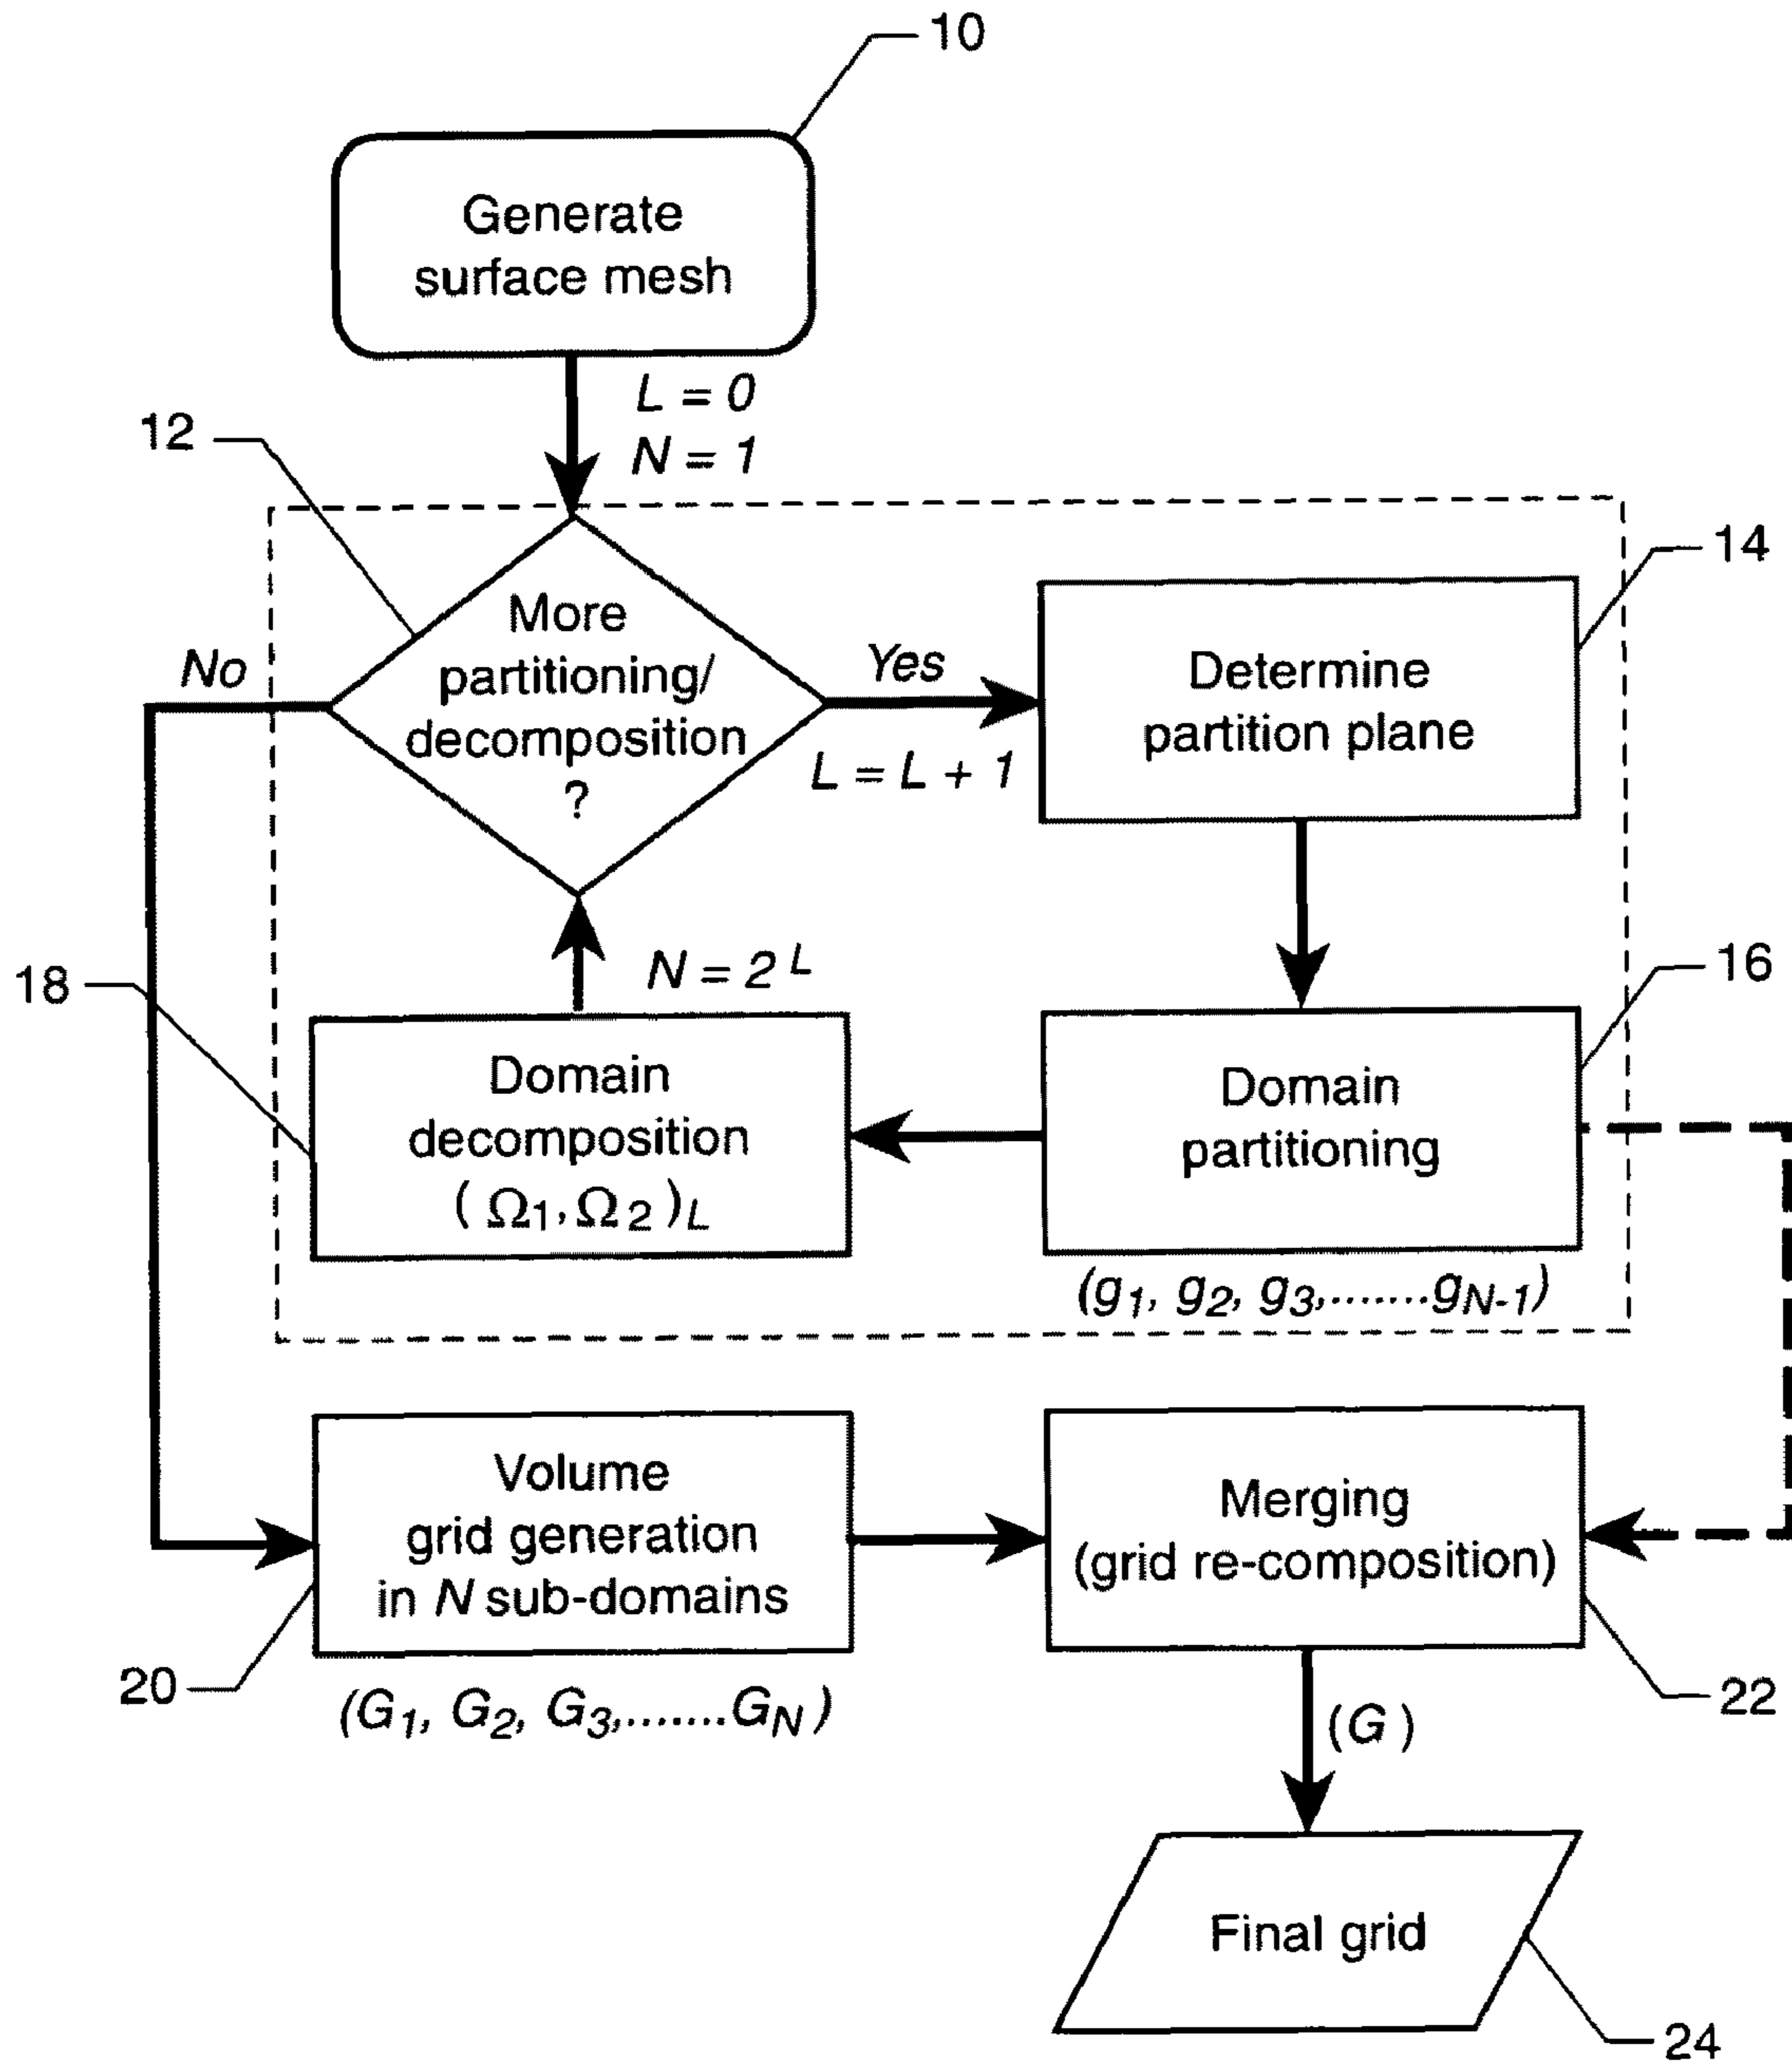 10
Generate
surface mesh
L = 0
N = 1
12
More
partitioning/
decomposition
?
No
Yes
L = L + 1
14
Determine
partition plane
16
Domain
partitioning
(g1, g2, g3,.......gN-1)
18
Domain
decomposition
(Ω1, Ω2)L
N = 2 L
Volume
grid generation
in N sub-domains
20
(G1, G2, G3,.......GN)
Merging
(grid re-composition)
22
(G)
Final grid
24